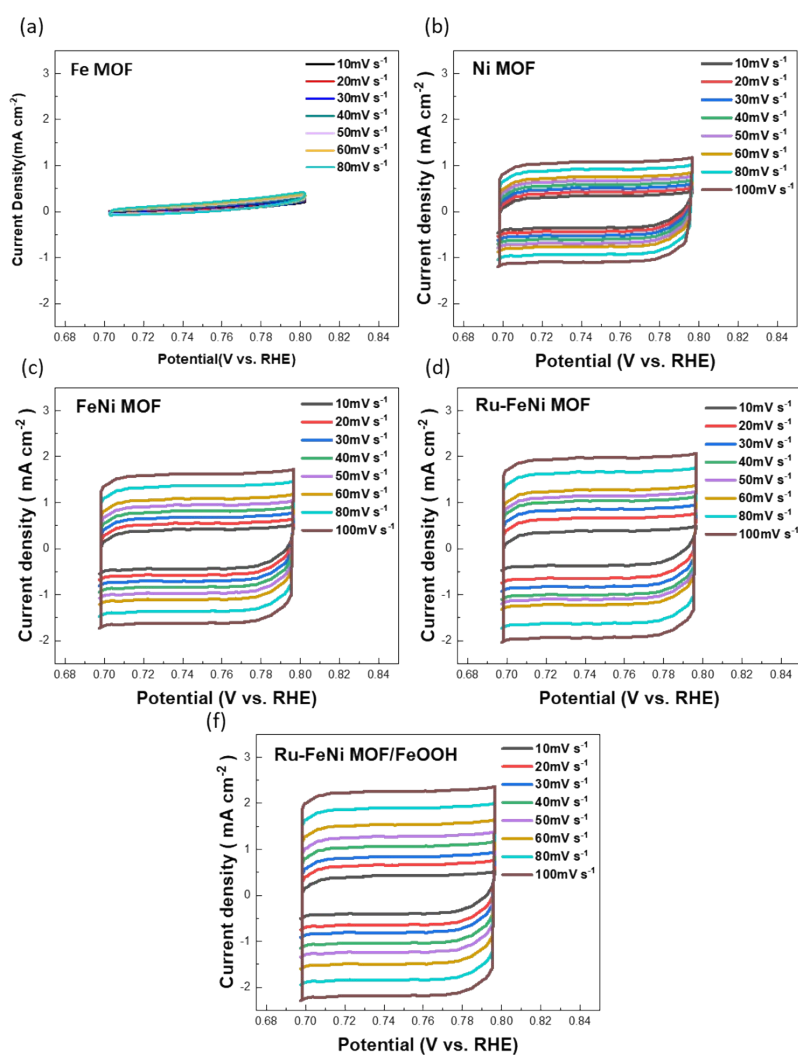 (a)
Fe MOF
10mV s⁻¹
20mV s⁻¹
30mV s⁻¹
40mV s⁻¹
50mV s⁻¹
60mV s⁻¹
80mV s⁻¹
3
2
1
0
-1
-2
Current Density(mA cm⁻²)
0.68 0.72 0.76 0.80 0.84
Potential(V vs. RHE)
(b)
Ni MOF
10mV s⁻¹
20mV s⁻¹
30mV s⁻¹
40mV s⁻¹
50mV s⁻¹
60mV s⁻¹
80mV s⁻¹
100mV s⁻¹
3
2
1
0
-1
-2
Current density ( mA cm⁻²)
0.68 0.70 0.72 0.74 0.76 0.78 0.80 0.82 0.84
Potential (V vs. RHE)
(c)
FeNi MOF
10mV s⁻¹
20mV s⁻¹
30mV s⁻¹
40mV s⁻¹
50mV s⁻¹
60mV s⁻¹
80mV s⁻¹
100mV s⁻¹
3
2
1
0
-1
-2
Current density ( mA cm⁻²)
0.68 0.70 0.72 0.74 0.76 0.78 0.80 0.82 0.84
Potential (V vs. RHE)
(d)
Ru-FeNi MOF
10mV s⁻¹
20mV s⁻¹
30mV s⁻¹
40mV s⁻¹
50mV s⁻¹
60mV s⁻¹
80mV s⁻¹
100mV s⁻¹
3
2
1
0
-1
-2
Current density ( mA cm⁻²)
0.68 0.70 0.72 0.74 0.76 0.78 0.80 0.82 0.84
Potential (V vs. RHE)
(f)
Ru-FeNi MOF/FeOOH
10mV s⁻¹
20mV s⁻¹
30mV s⁻¹
40mV s⁻¹
50mV s⁻¹
60mV s⁻¹
80mV s⁻¹
100mV s⁻¹
3
2
1
0
-1
-2
Current density ( mA cm⁻²)
0.68 0.70 0.72 0.74 0.76 0.78 0.80 0.82 0.84
Potential (V vs. RHE)